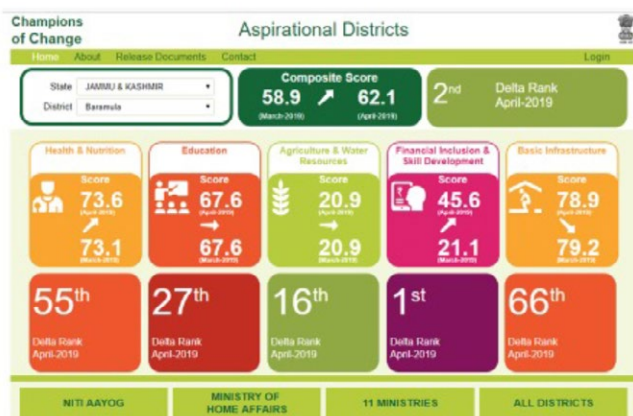 Champions
of Change
Aspirational Districts
Home About Release Documents Contact Login
State JAMMU & KASHMIR
District Baramula
Composite Score
58.9 62.1
(March-2019) (April-2019)
2nd
Delta Rank
April-2019
Health & Nutrition
Score
73.6
(April-2019)
73.1
(March-2019)
Education
Score
67.6
(April-2019)
67.6
(March-2019)
Agriculture & Water
Resources
Score
20.9
(April-2019)
20.9
(March-2019)
Financial Inclusion &
Skill Development
Score
45.6
(April-2019)
21.1
(March-2019)
Basic Infrastructure
Score
78.9
(April-2019)
79.2
(March-2019)
55th
Delta Rank
April-2019
27th
Delta Rank
April-2019
16th
Delta Rank
April-2019
1st
Delta Rank
April-2019
66th
Delta Rank
April-2019
NITI AAYOG
MINISTRY OF
HOME AFFAIRS
11 MINISTRIES
ALL DISTRICTS